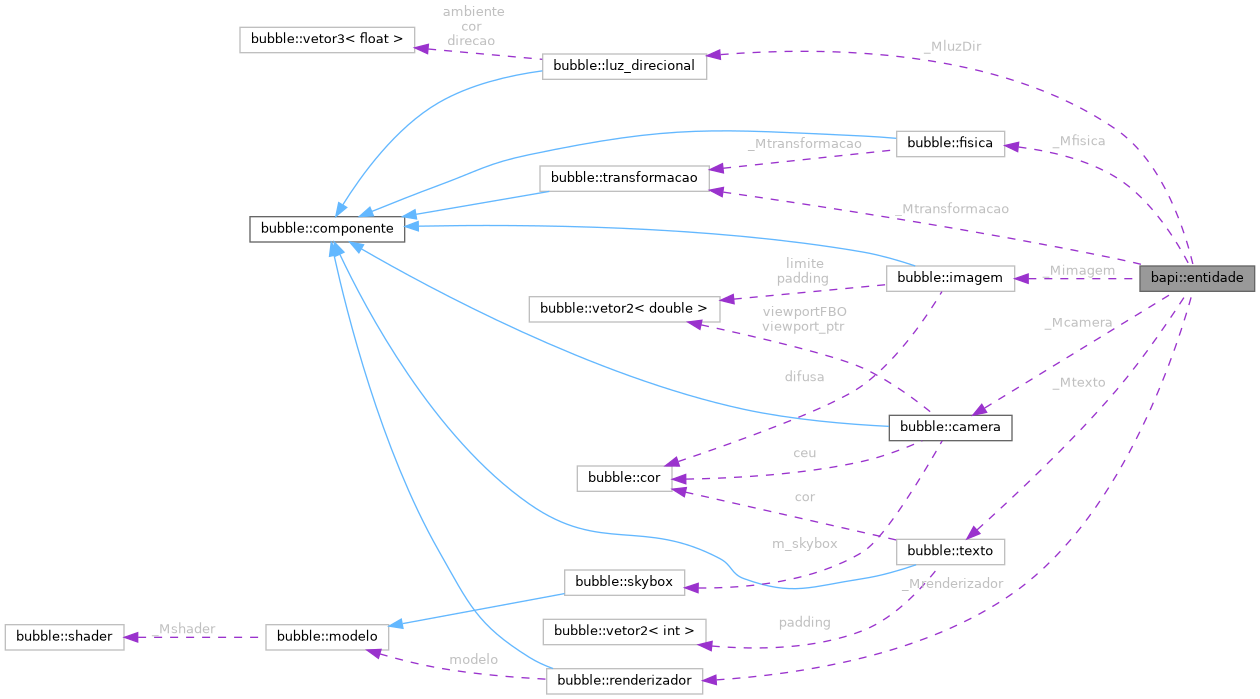 ambiente
cor
direcao
bubble::vetor3< float >
_MluzDir
bubble::luz_direcional
bubble::fisica
_Mfisica
_Mtransformacao
bubble::transformacao
_Mtransformacao
bubble::componente
limite
padding
bubble::imagem
_Mimagem
bapi::entidade
bubble::vetor2< double >
viewportFBO
viewport_ptr
_Mcamera
difusa
_Mtexto
bubble::camera
ceu
bubble::cor
cor
m_skybox
bubble::texto
bubble::skybox
_Mrenderizador
padding
bubble::vetor2< int >
bubble::shader
_Mshader
bubble::modelo
modelo
bubble::renderizador